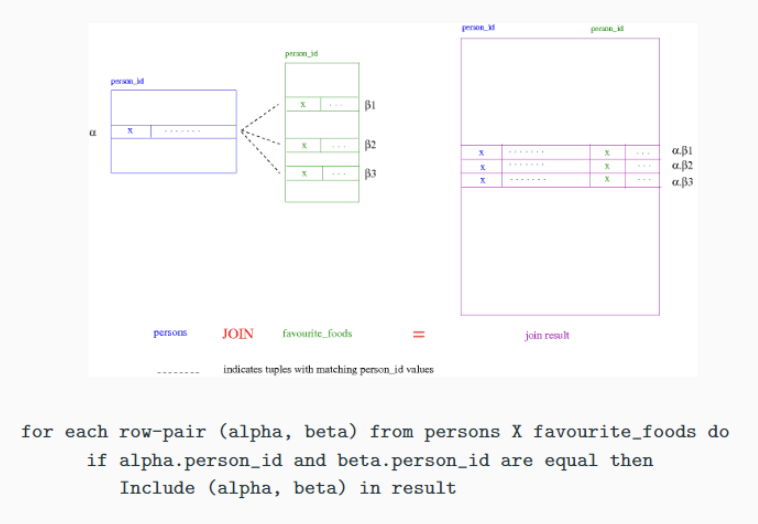 person_id person_id
person_id
person_id
x ... β1
α x .......
x ... β2
x ... β3
x ....... x ... α.β1
x ....... x ... α.β2
x ....... x ... α.β3
persons JOIN favourite_foods = join result
-------- indicates tuples with matching person_id values
for each row-pair (alpha, beta) from persons X favourite_foods do
if alpha.person_id and beta.person_id are equal then
Include (alpha, beta) in result